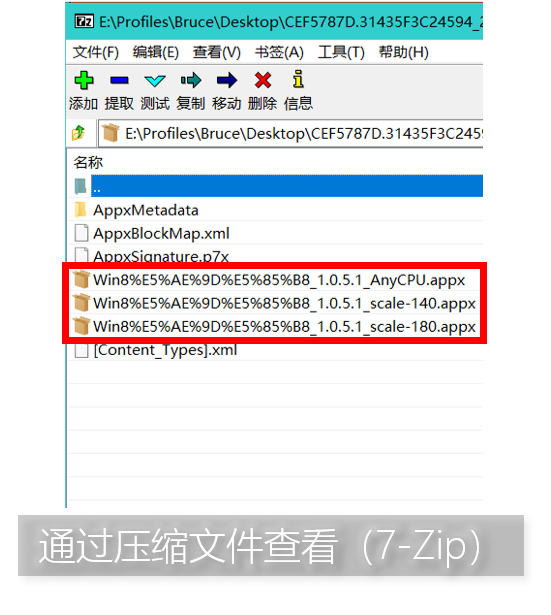 E:\Profiles\Bruce\Desktop\CEF5787D.31435F3C24594_2
文件(F) 编辑(E) 查看(V) 书签(A) 工具(T) 帮助(H)
添加 提取 测试 复制 移动 删除 信息
E:\Profiles\Bruce\Desktop\CEF5787D.31435F3C2459
名称
..
AppxMetadata
AppxBlockMap.xml
AppxSignature.p7x
Win8%E5%AE%9D%E5%85%B8_1.0.5.1_AnyCPU.appx
Win8%E5%AE%9D%E5%85%B8_1.0.5.1_scale-140.appx
Win8%E5%AE%9D%E5%85%B8_1.0.5.1_scale-180.appx
[Content_Types].xml
通过压缩文件查看（7-Zip）